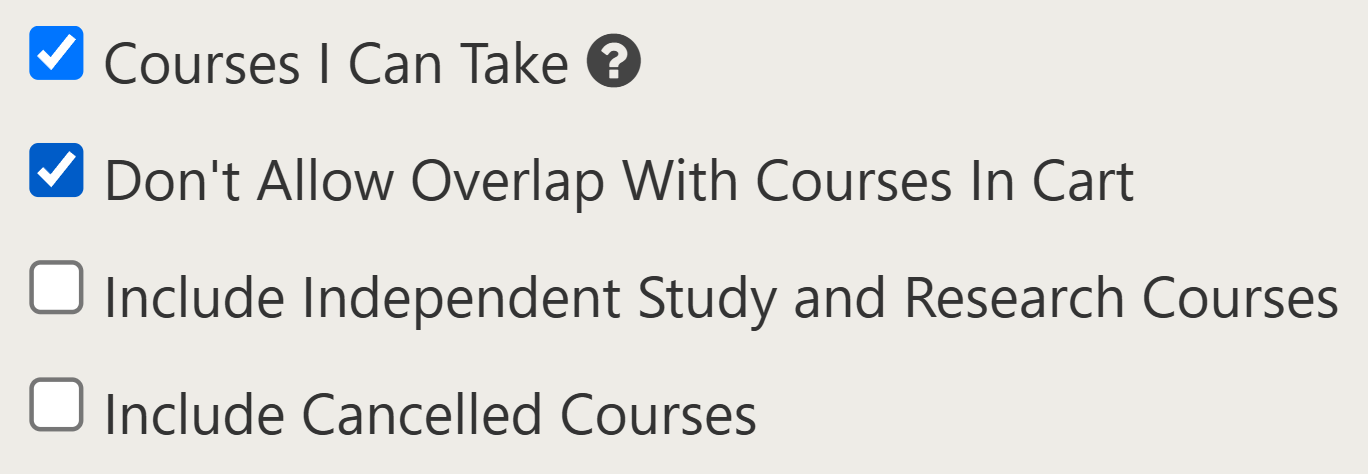 Courses I Can Take ?
Don't Allow Overlap With Courses In Cart
Include Independent Study and Research Courses
Include Cancelled Courses